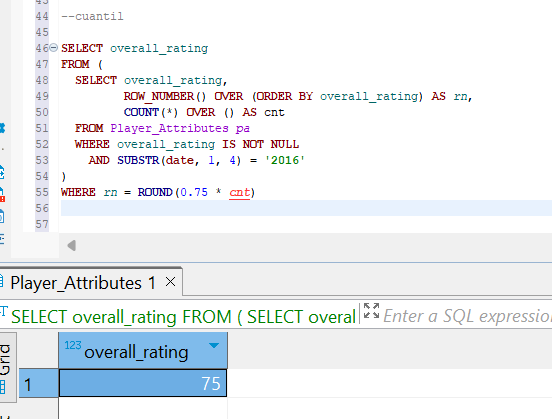 43
44 --cuantil
45
46 SELECT overall_rating
47 FROM (
48 SELECT overall_rating,
49 ROW_NUMBER() OVER (ORDER BY overall_rating) AS rn,
50 COUNT(*) OVER () AS cnt
51 FROM Player_Attributes pa
52 WHERE overall_rating IS NOT NULL
53 AND SUBSTR(date, 1, 4) = '2016'
54 )
55 WHERE rn = ROUND(0.75 * cnt)
56
57
Player_Attributes 1
SELECT overall_rating FROM ( SELECT overal
Enter a SQL expression
Grid
123 overall_rating
1 75